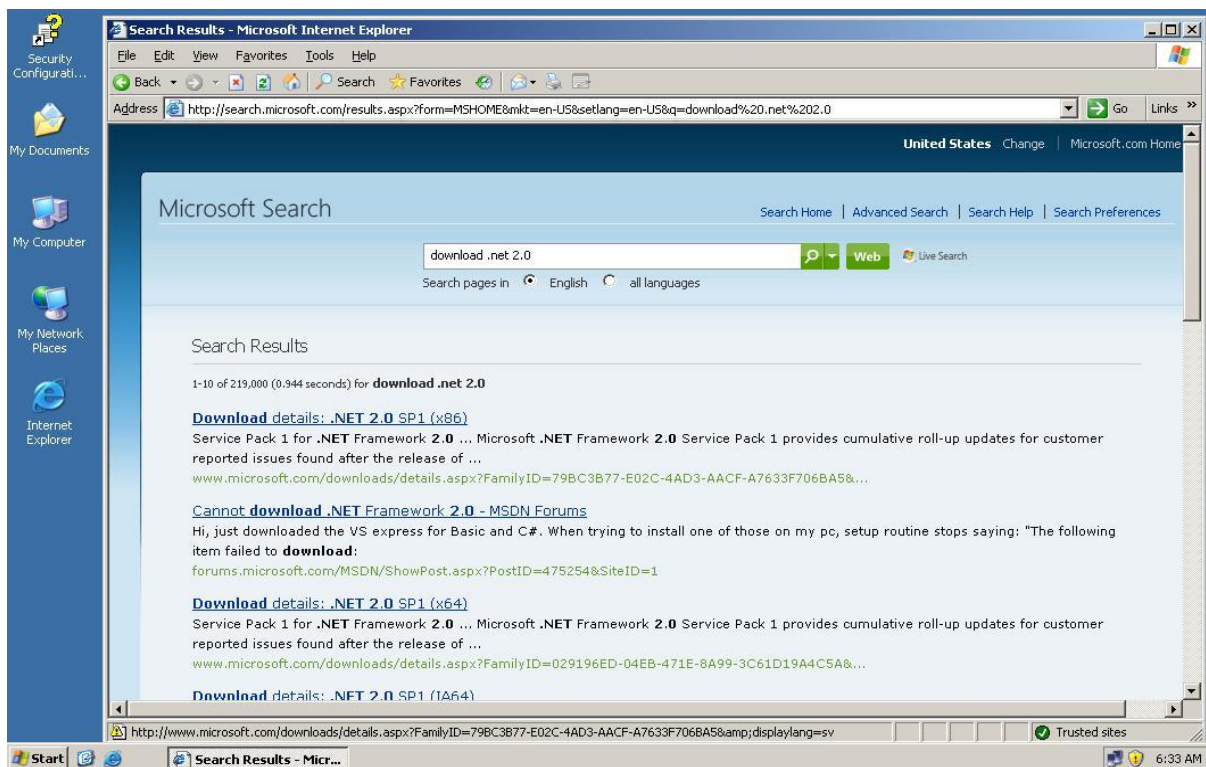 Security
Configurati...
My Documents
My Computer
My Network
Places
Internet
Explorer
Search Results - Microsoft Internet Explorer
File Edit View Favorites Tools Help
Back Search Favorites
Address http://search.microsoft.com/results.aspx?form=MSHOME&mkt=en-US&setlang=en-US&q=download%20.net%202.0 Go Links »
United States Change | Microsoft.com Home
Microsoft Search
Search Home | Advanced Search | Search Help | Search Preferences
download .net 2.0 Web Live Search
Search pages in English all languages
Search Results
1-10 of 219,000 (0.944 seconds) for download .net 2.0
Download details: .NET 2.0 SP1 (x86)
Service Pack 1 for .NET Framework 2.0 ... Microsoft .NET Framework 2.0 Service Pack 1 provides cumulative roll-up updates for customer
reported issues found after the release of ...
www.microsoft.com/downloads/details.aspx?FamilyID=79BC3B77-E02C-4AD3-AACF-A7633F706BA5&...
Cannot download .NET Framework 2.0 - MSDN Forums
Hi, just downloaded the VS express for Basic and C#. When trying to install one of those on my pc, setup routine stops saying: "The following
item failed to download:
forums.microsoft.com/MSDN/ShowPost.aspx?PostID=475254&SiteID=1
Download details: .NET 2.0 SP1 (x64)
Service Pack 1 for .NET Framework 2.0 ... Microsoft .NET Framework 2.0 Service Pack 1 provides cumulative roll-up updates for customer
reported issues found after the release of ...
www.microsoft.com/downloads/details.aspx?FamilyID=029196ED-04EB-471E-8A99-3C61D19A4C5A&...
Download details: .NET 2.0 SP1 (IA64)
http://www.microsoft.com/downloads/details.aspx?FamilyID=79BC3B77-E02C-4AD3-AACF-A7633F706BA5&amp;displaylang=sv Trusted sites
Start Search Results - Micr... 6:33 AM